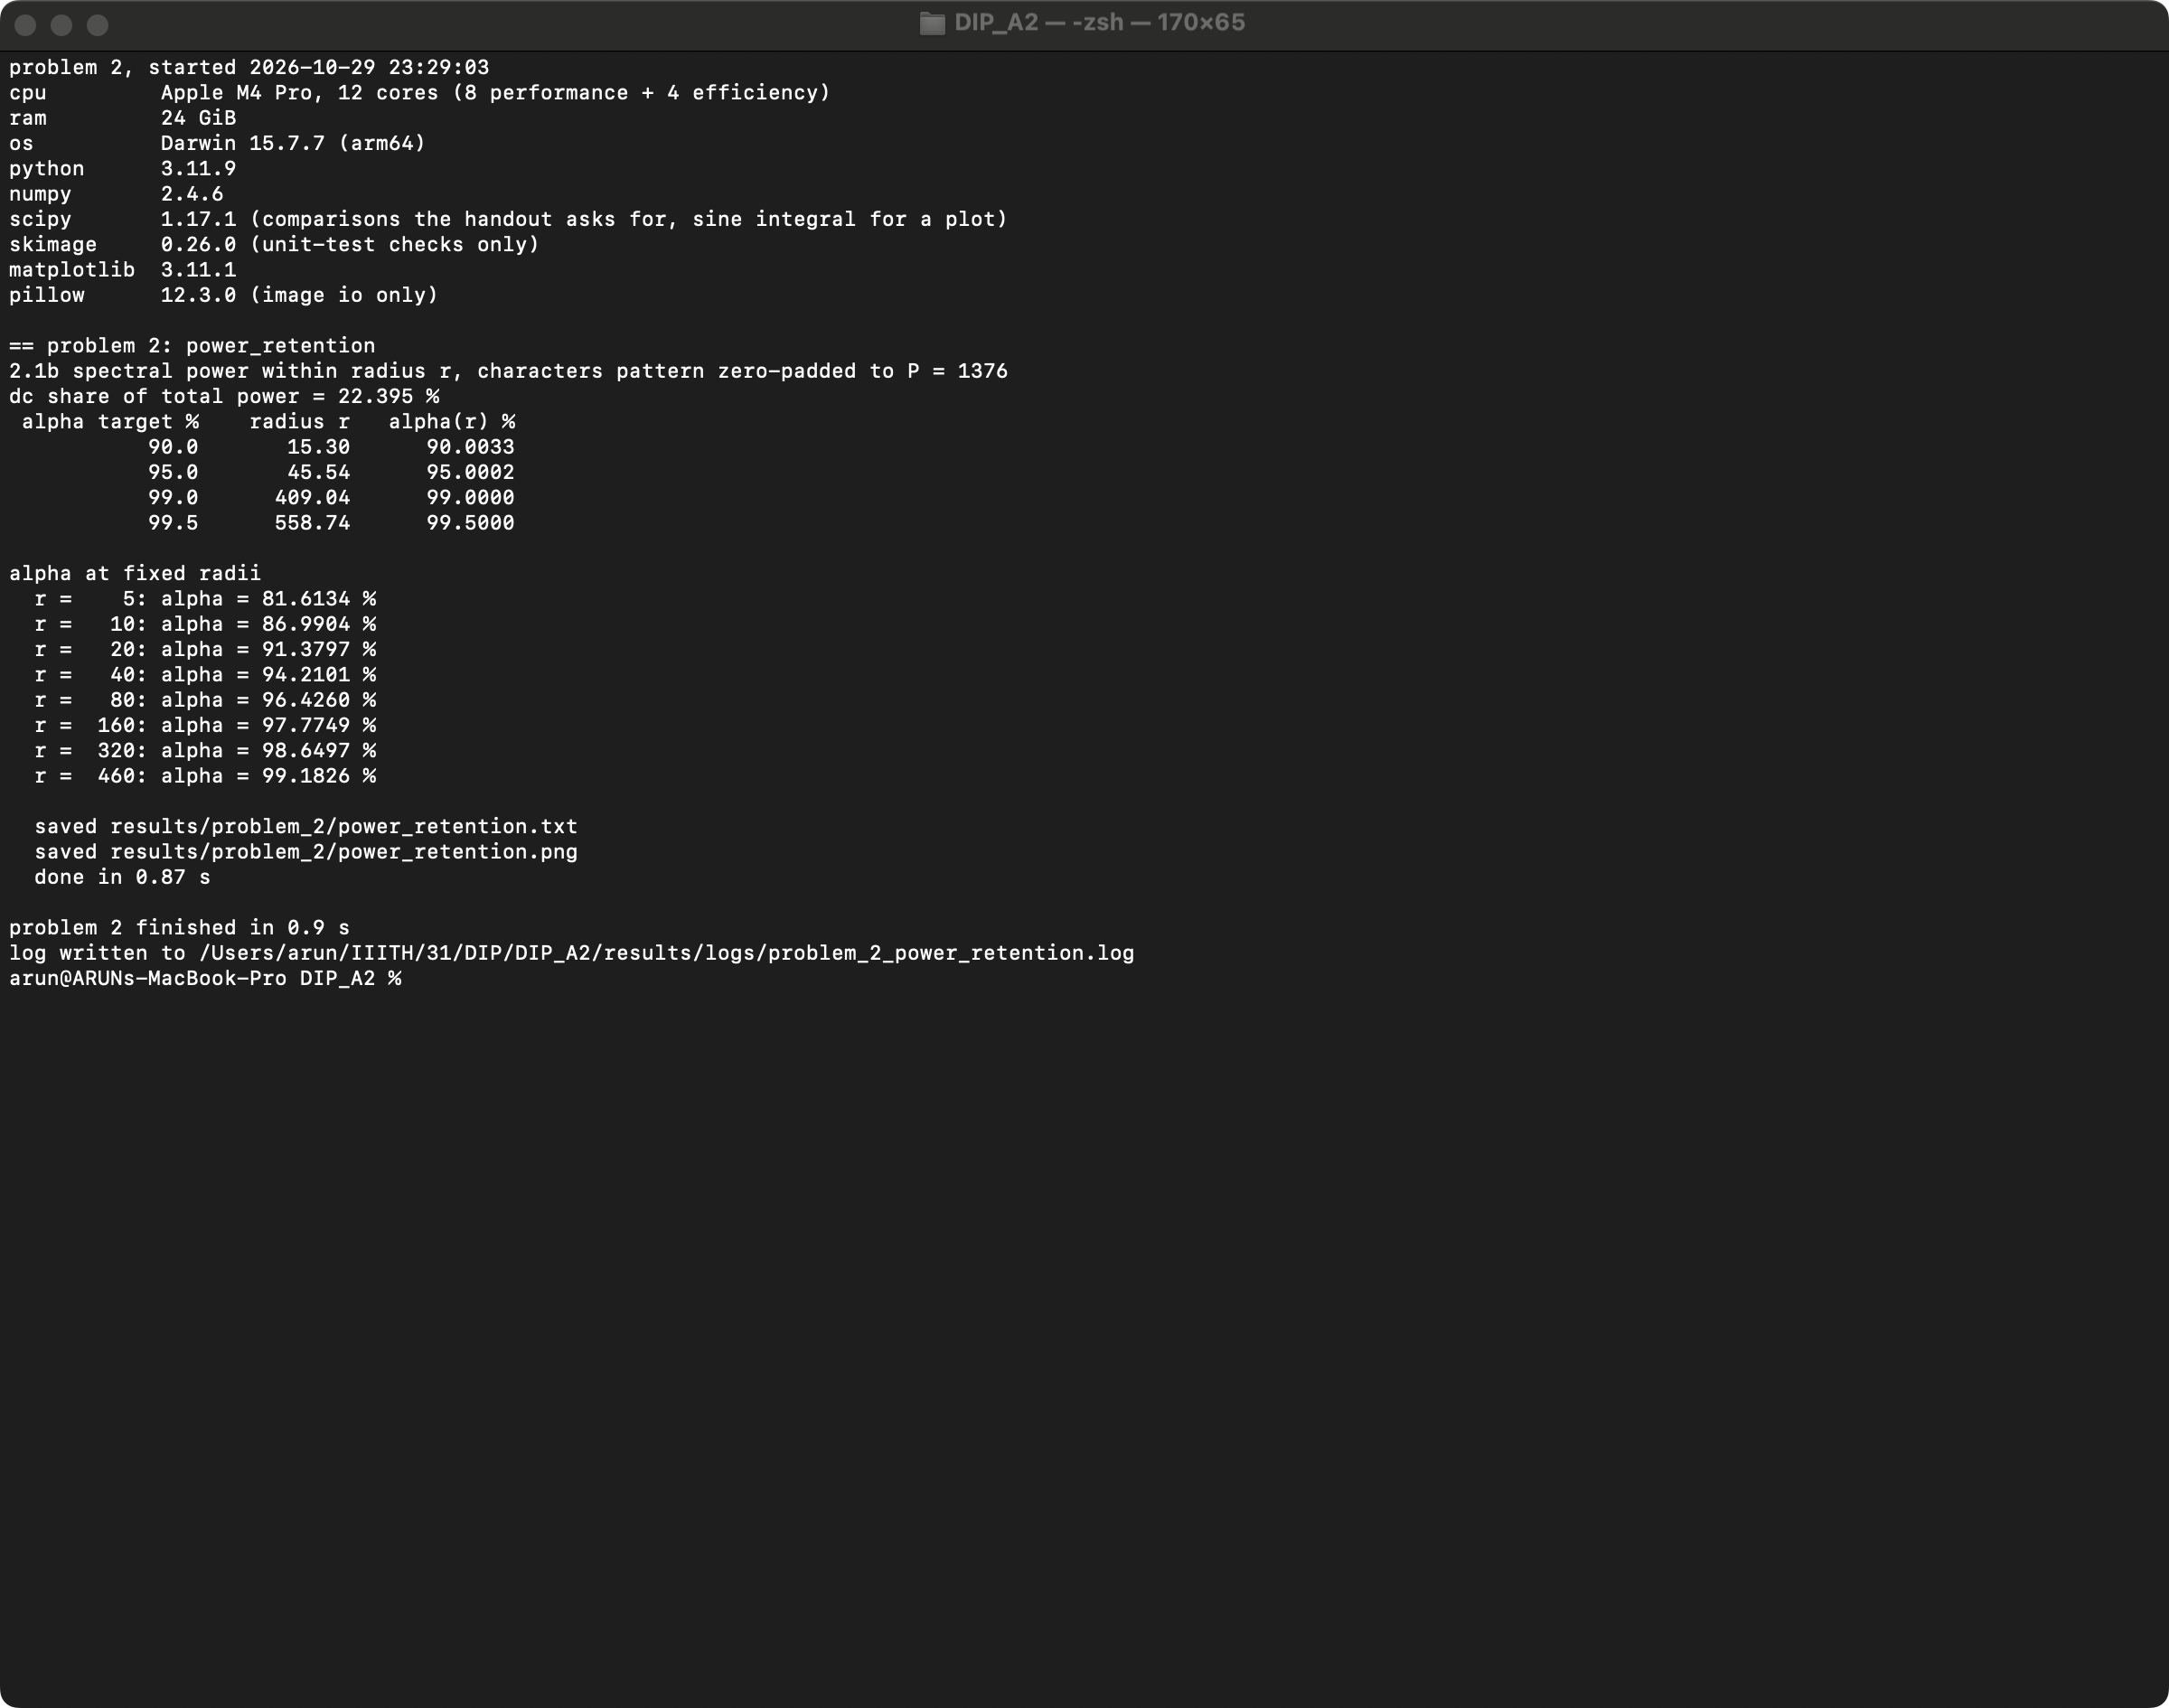 DIP_A2 — -zsh — 170×65
problem 2, started 2026-10-29 23:29:03
cpu         Apple M4 Pro, 12 cores (8 performance + 4 efficiency)
ram         24 GiB
os          Darwin 15.7.7 (arm64)
python      3.11.9
numpy       2.4.6
scipy       1.17.1 (comparisons the handout asks for, sine integral for a plot)
skimage     0.26.0 (unit-test checks only)
matplotlib  3.11.1
pillow      12.3.0 (image io only)

== problem 2: power_retention
2.1b spectral power within radius r, characters pattern zero-padded to P = 1376
dc share of total power = 22.395 %
 alpha target %    radius r   alpha(r) %
           90.0       15.30      90.0033
           95.0       45.54      95.0002
           99.0      409.04      99.0000
           99.5      558.74      99.5000

alpha at fixed radii
  r =    5: alpha = 81.6134 %
  r =   10: alpha = 86.9904 %
  r =   20: alpha = 91.3797 %
  r =   40: alpha = 94.2101 %
  r =   80: alpha = 96.4260 %
  r =  160: alpha = 97.7749 %
  r =  320: alpha = 98.6497 %
  r =  460: alpha = 99.1826 %

  saved results/problem_2/power_retention.txt
  saved results/problem_2/power_retention.png
  done in 0.87 s

problem 2 finished in 0.9 s
log written to /Users/arun/IIITH/31/DIP/DIP_A2/results/logs/problem_2_power_retention.log
arun@ARUNs-MacBook-Pro DIP_A2 %